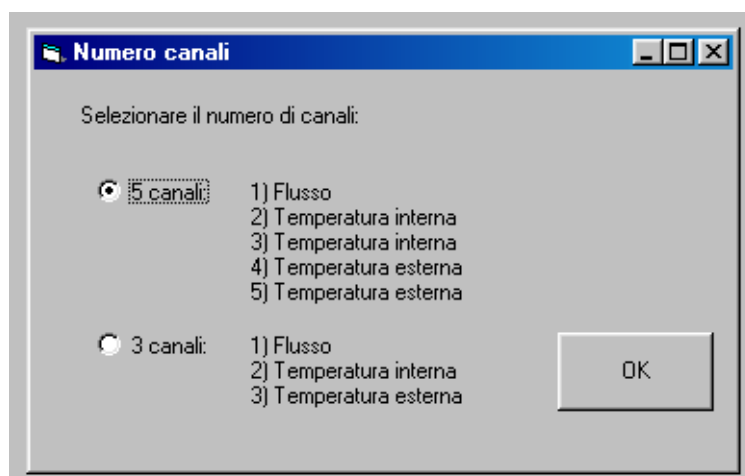 Numero canali
Selezionare il numero di canali:
5 canali: 1) Flusso
2) Temperatura interna
3) Temperatura interna
4) Temperatura esterna
5) Temperatura esterna
3 canali: 1) Flusso
2) Temperatura interna
3) Temperatura esterna
OK